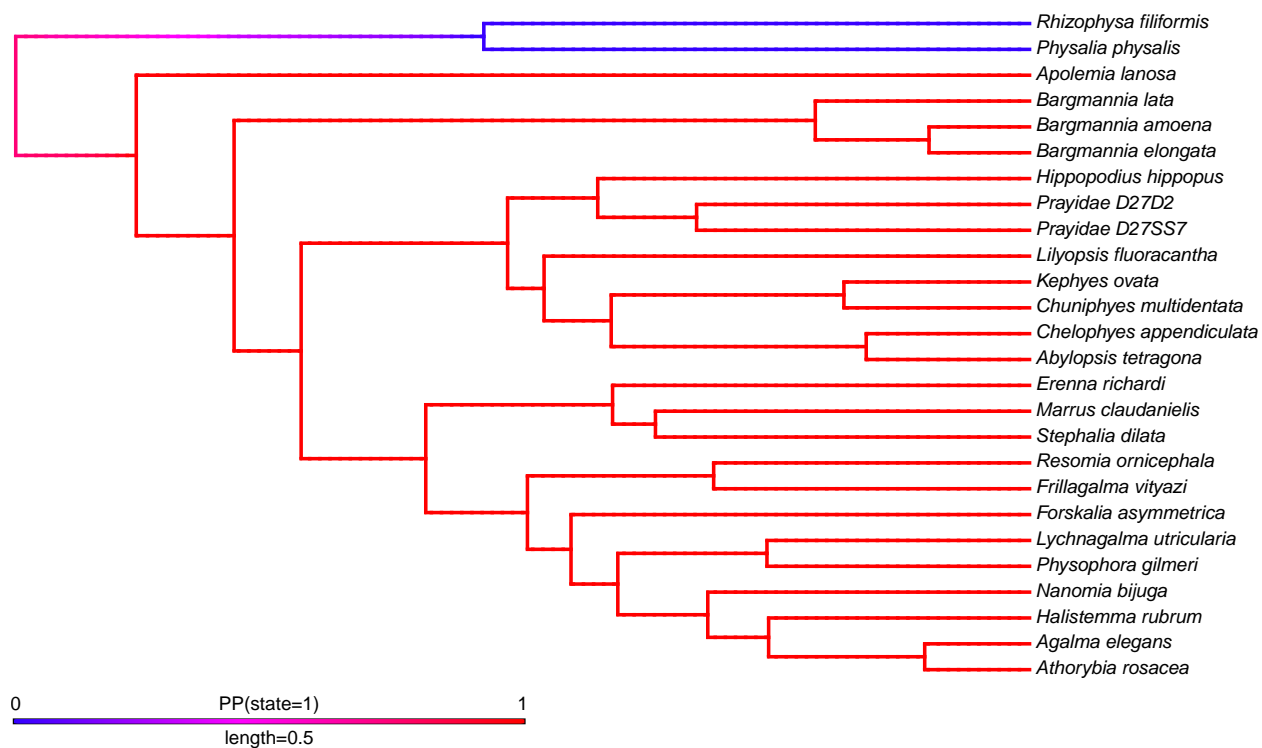 Rhizophysa filiformis
Physalia physalis
Apolemia lanosa
Bargmannia lata
Bargmannia amoena
Bargmannia elongata
Hippopodius hippopus
Prayidae D27D2
Prayidae D27SS7
Lilyopsis fluoracantha
Kephyes ovata
Chuniphyes multidentata
Chelophyes appendiculata
Abylopsis tetragona
Erenna richardi
Marrus claudanielis
Stephalia dilata
Resomia ornicephala
Frillagalma vityazi
Forskalia asymmetrica
Lychnagalma utricularia
Physophora gilmeri
Nanomia bijuga
Halistemma rubrum
Agalma elegans
Athorybia rosacea
0 PP(state=1) 1
length=0.5